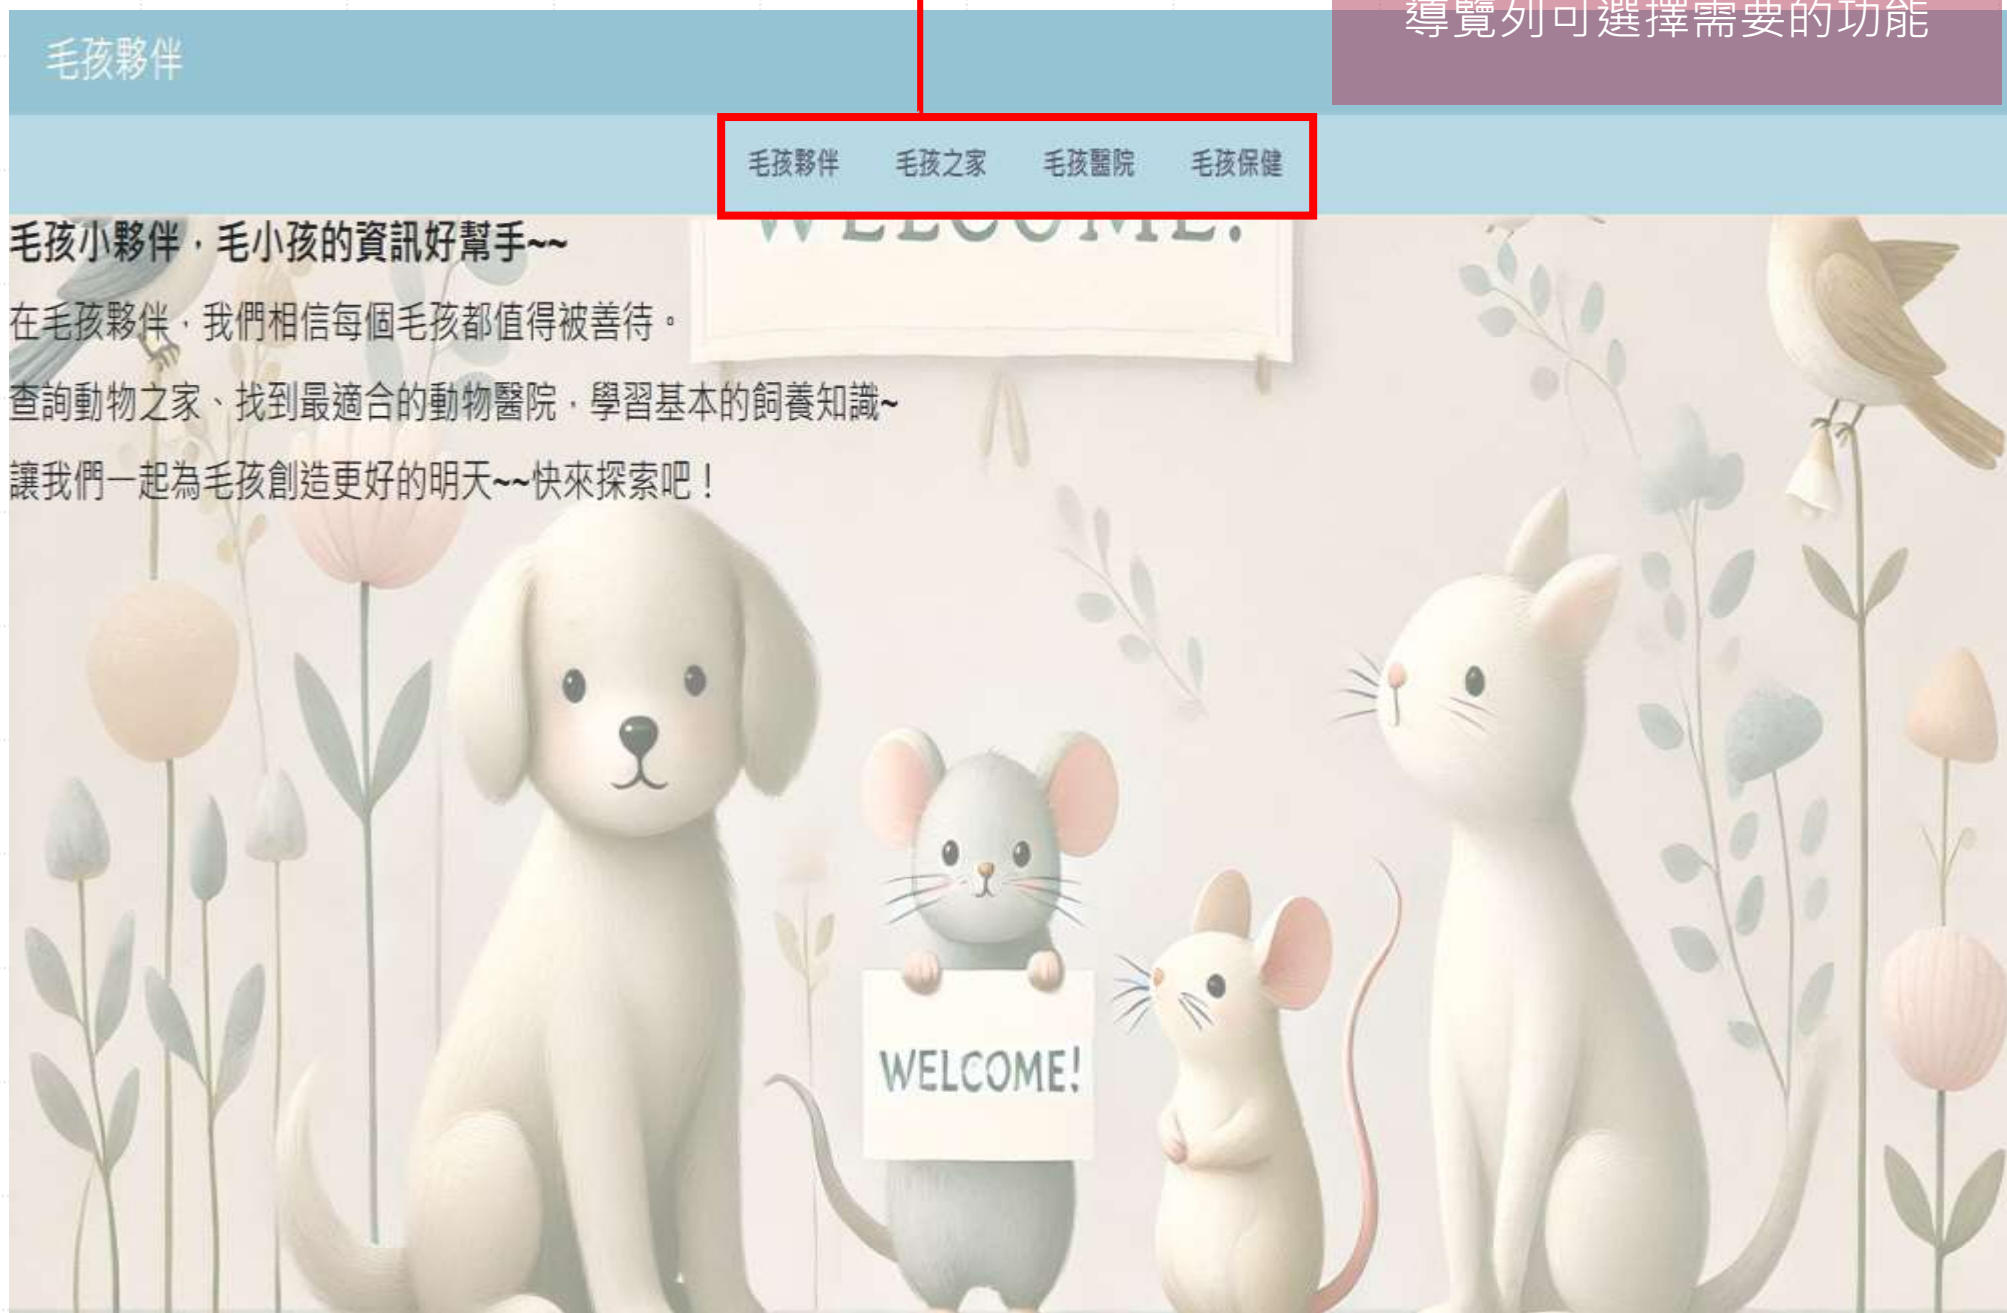 導覽列可選擇需要的功能
毛孩夥伴
毛孩夥伴 毛孩之家 毛孩醫院 毛孩保健
WELCOME!
毛孩小夥伴，毛小孩的資訊好幫手~~
在毛孩夥伴，我們相信每個毛孩都值得被善待。
查詢動物之家、找到最適合的動物醫院，學習基本的飼養知識~
讓我們一起為毛孩創造更好的明天~~快來探索吧！
WELCOME!